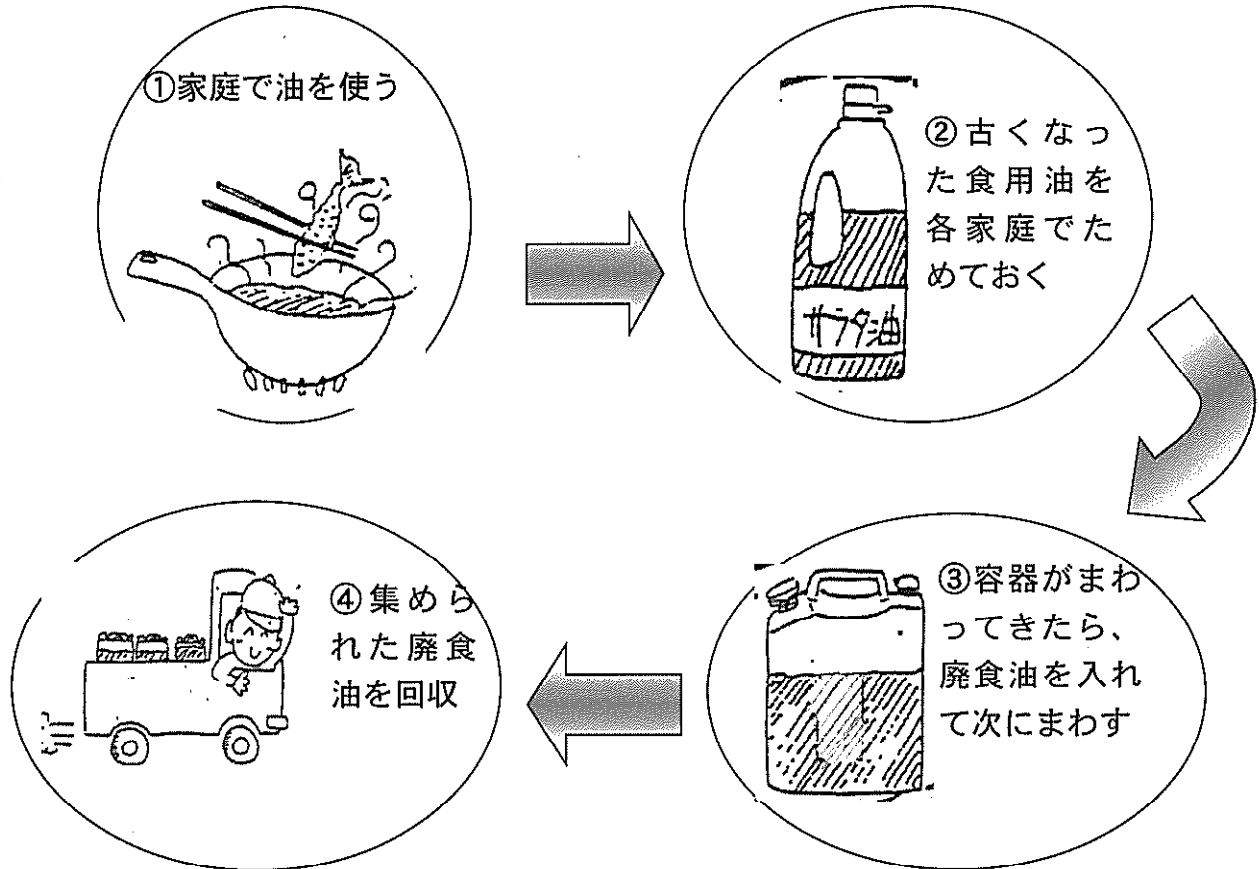 ①家庭で油を使う
②古くなっ
た食用油を
各家庭でた
めておく
サラダ油
③容器がまわ
ってきたら、
廃食油を入れ
て次にまわす
④集めら
れた廃食
油を回収